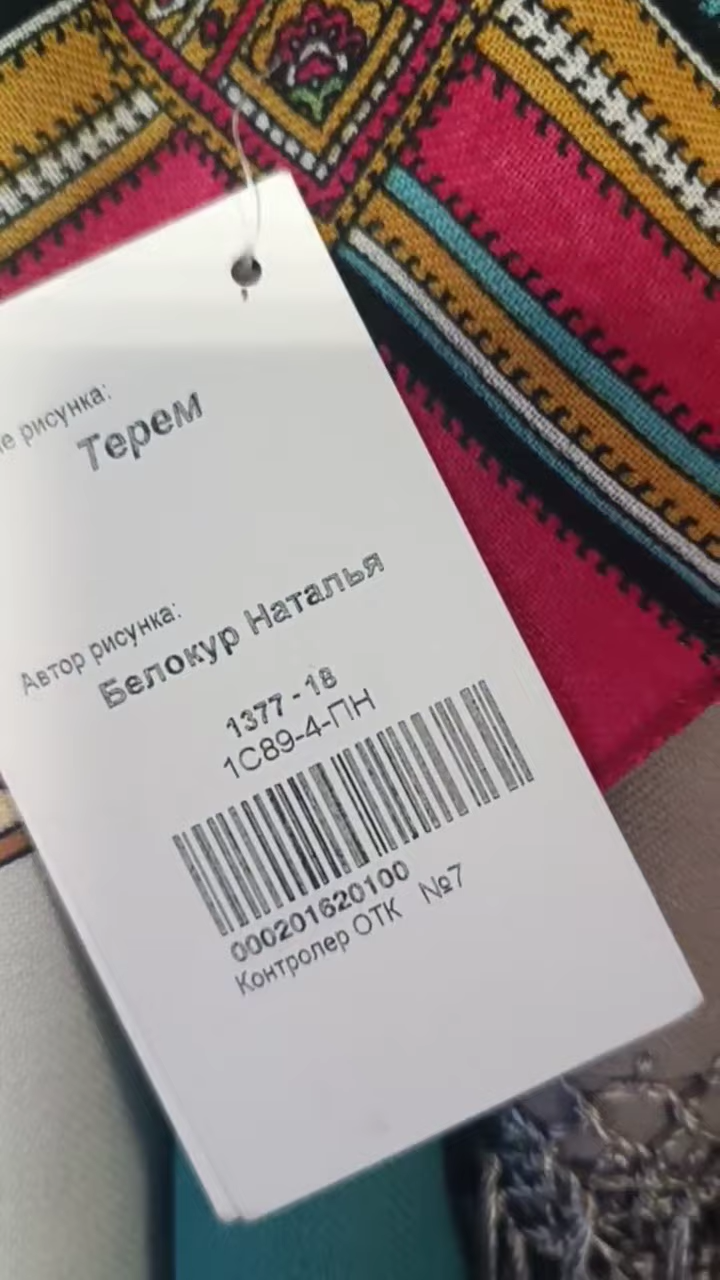 рисунка:
Терем
Автор рисунка:
Белокур Наталья
1377 - 18
1С89-4-ПН
000201620100
Контролер ОТК №7